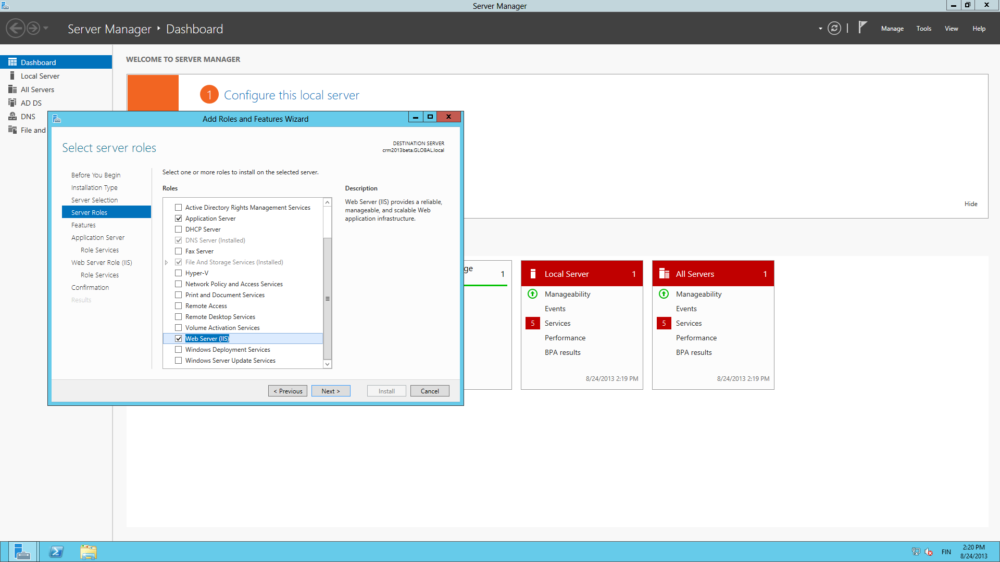 Server Manager
Server Manager ‣ Dashboard
Manage Tools View Help
Dashboard
Local Server
All Servers
AD DS
DNS
File and
WELCOME TO SERVER MANAGER
1 Configure this local server
Hide
Add Roles and Features Wizard
Select server roles
DESTINATION SERVER
crm2013beta.GLOBAL.local
Before You Begin
Installation Type
Server Selection
Server Roles
Features
Application Server
Role Services
Web Server Role (IIS)
Role Services
Confirmation
Results
Select one or more roles to install on the selected server.
Roles
Active Directory Rights Management Services
Application Server
DHCP Server
DNS Server (Installed)
Fax Server
File And Storage Services (Installed)
Hyper-V
Network Policy and Access Services
Print and Document Services
Remote Access
Remote Desktop Services
Volume Activation Services
Web Server (IIS)
Windows Deployment Services
Windows Server Update Services
Description
Web Server (IIS) provides a reliable,
manageable, and scalable Web
application infrastructure.
< Previous Next > Install Cancel
ge 1
Local Server 1
Manageability
Events
5 Services
Performance
BPA results
8/24/2013 2:19 PM
All Servers 1
Manageability
Events
5 Services
Performance
BPA results
8/24/2013 2:19 PM
FIN
2:20 PM
8/24/2013